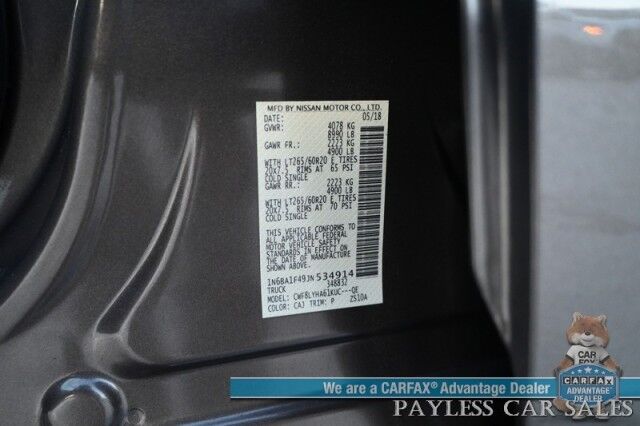 MFD BY NISSAN MOTOR CO., LTD.
DATE: 05/18
GVWR: 4078 KG
8990 LB
GAWR FR.: 2223 KG
4900 LB
WITH LT265/60R20 E TIRES
20X7.5 RIMS AT 65 PSI
COLD SINGLE
GAWR RR.: 2223 KG
4900 LB
WITH LT265/60R20 E TIRES
20X7.5 RIMS AT 70 PSI
COLD SINGLE
THIS VEHICLE CONFORMS TO
ALL APPLICABLE FEDERAL
MOTOR VEHICLE SAFETY
STANDARDS IN EFFECT ON THE
DATE OF MANUFACTURE
1N6BA1F49JN534914
TRUCK 348832
MODEL: CWF8LYHA61KUC---QE
COLOR: CAJ TRIM: P ZS10A
CAR FOX
CARFAX
ADVANTAGE
DEALER
We are a CARFAX® Advantage Dealer
PAYLESS CAR SALES